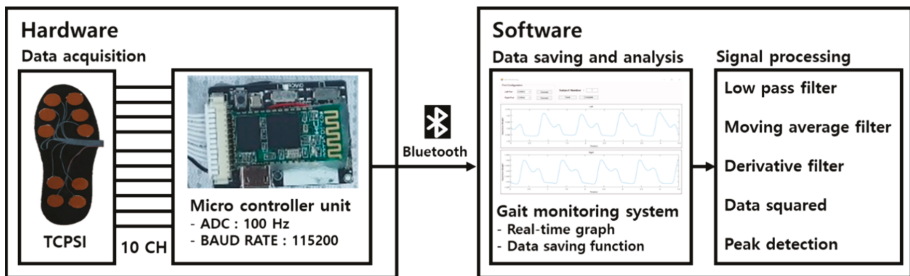 Hardware
Data acquisition
TCPSI
10 CH
Micro controller unit
- ADC : 100 Hz
- BAUD RATE : 115200
Bluetooth
Software
Data saving and analysis
Gait monitoring system
- Real-time graph
- Data saving function
Signal processing
Low pass filter
Moving average filter
Derivative filter
Data squared
Peak detection